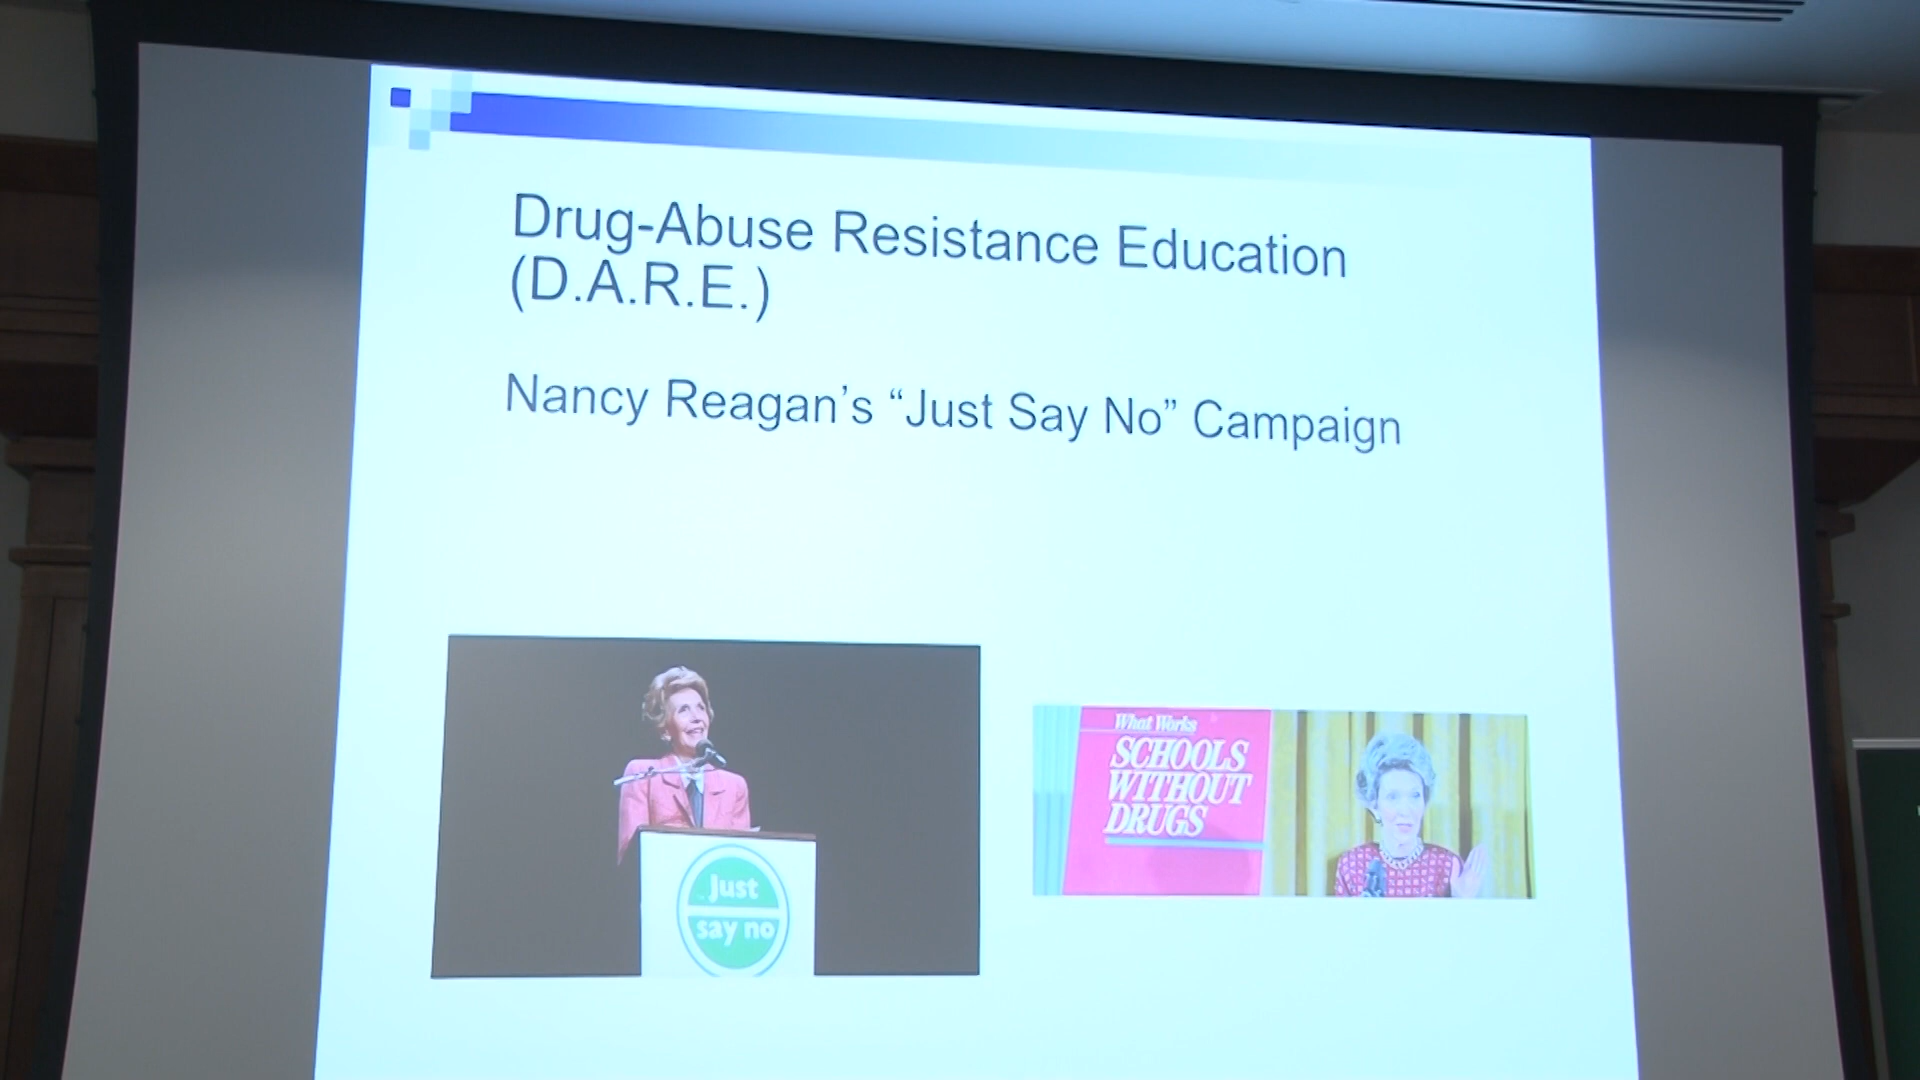 Drug-Abuse Resistance Education
(D.A.R.E.)
Nancy Reagan's “Just Say No” Campaign
What Works
SCHOOLS
WITHOUT
DRUGS
Just
say no